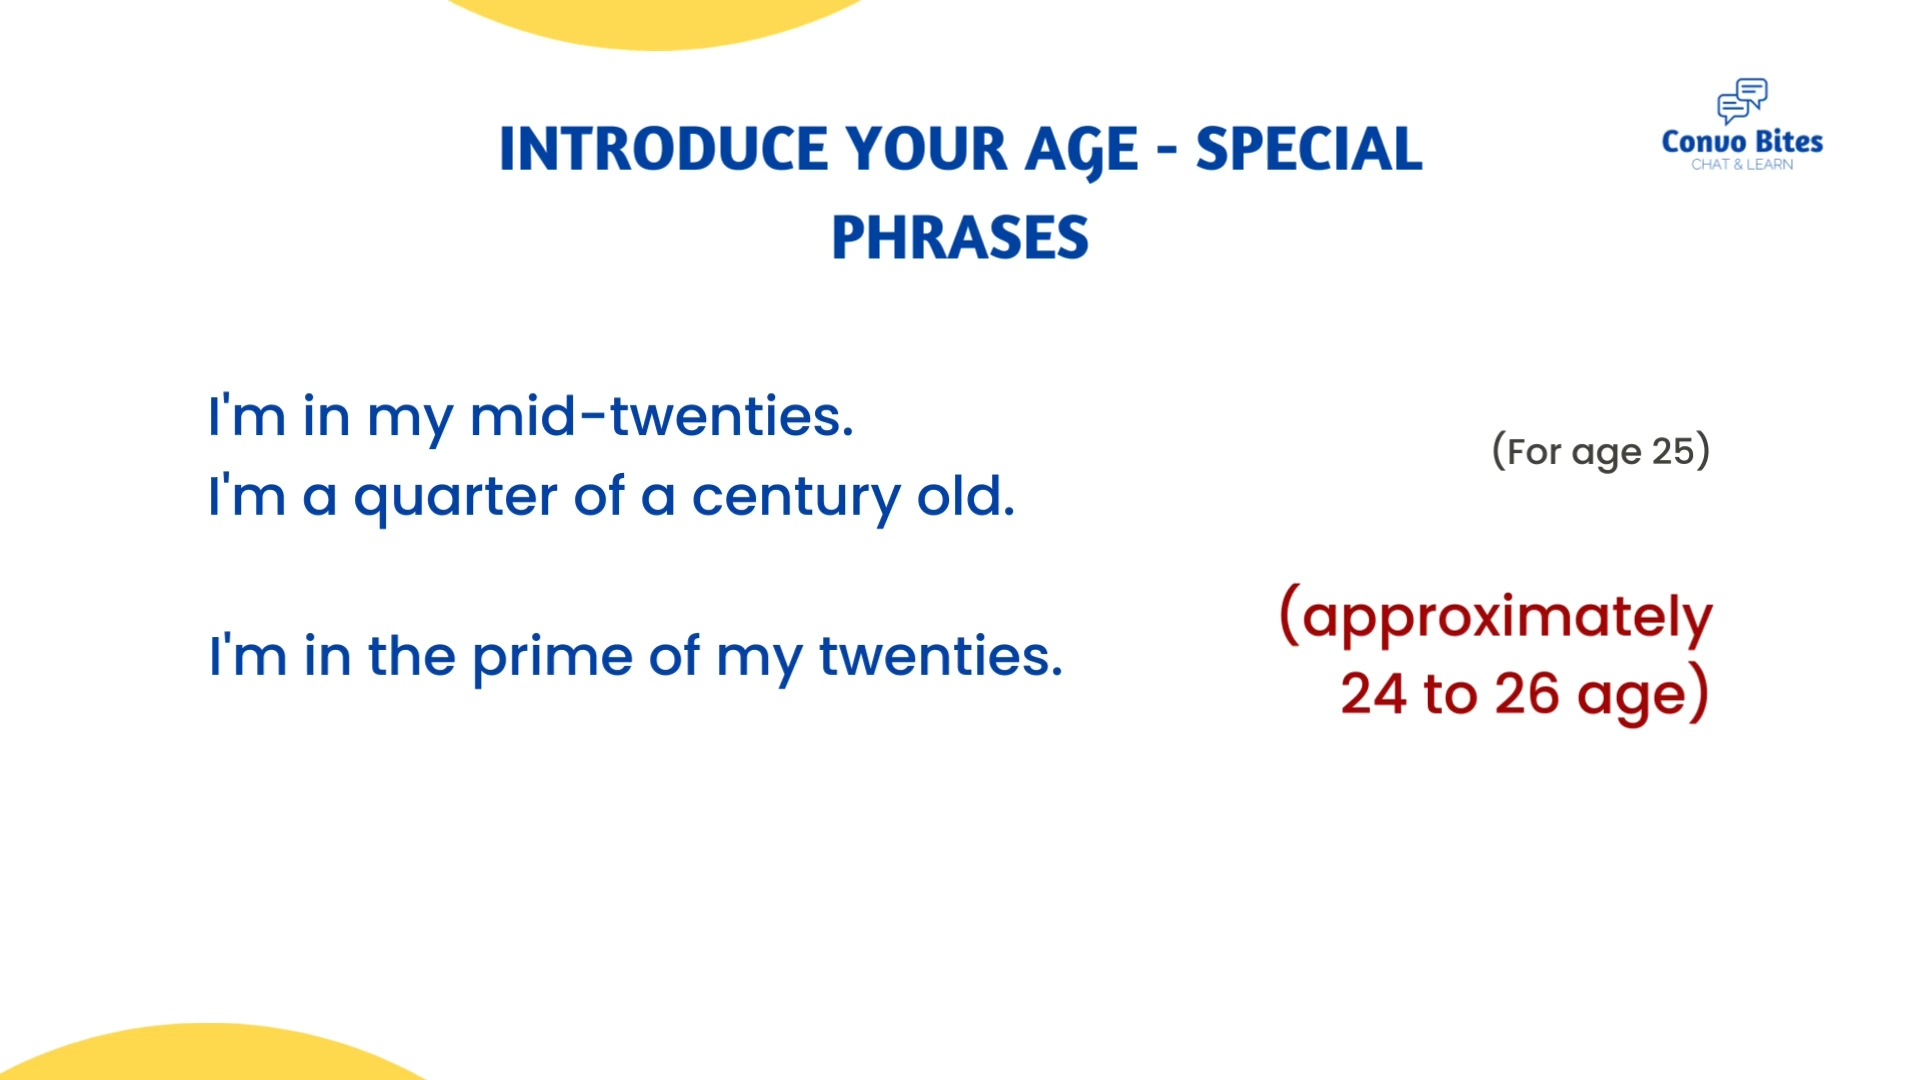 INTRODUCE YOUR AGE - SPECIAL
PHRASES
Convo Bites
CHAT & LEARN
I'm in my mid-twenties.
I'm a quarter of a century old.
(For age 25)
I'm in the prime of my twenties.
(approximately
24 to 26 age)